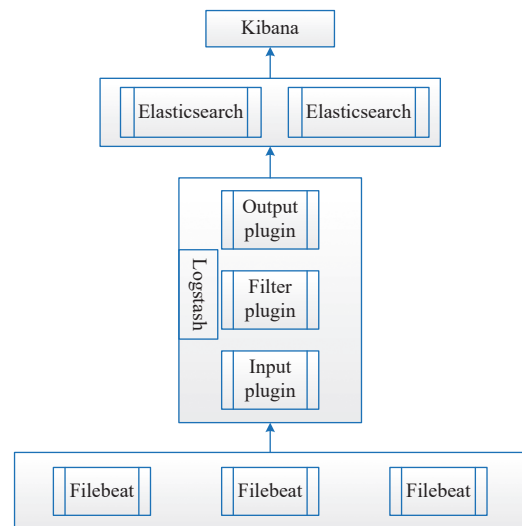 Kibana
Elasticsearch Elasticsearch
Output
plugin
Logstash
Filter
plugin
Input
plugin
Filebeat Filebeat Filebeat